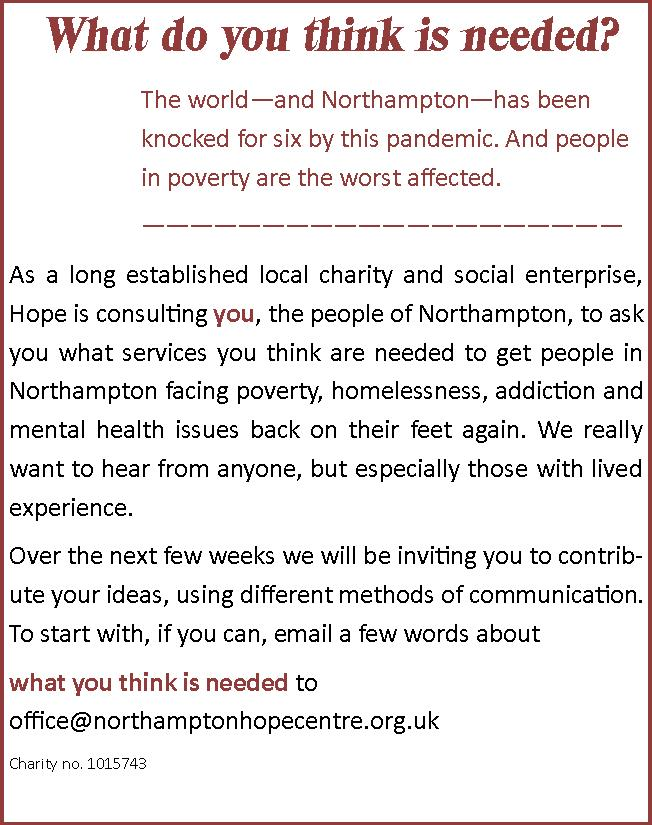 What do you think is needed?
The world—and Northampton—has been
knocked for six by this pandemic. And people
in poverty are the worst affected.
————————————————————
As a long established local charity and social enterprise,
Hope is consulting you, the people of Northampton, to ask
you what services you think are needed to get people in
Northampton facing poverty, homelessness, addiction and
mental health issues back on their feet again. We really
want to hear from anyone, but especially those with lived
experience.
Over the next few weeks we will be inviting you to contrib-
ute your ideas, using different methods of communication.
To start with, if you can, email a few words about
what you think is needed to
office@northamptonhopecentre.org.uk
Charity no. 1015743